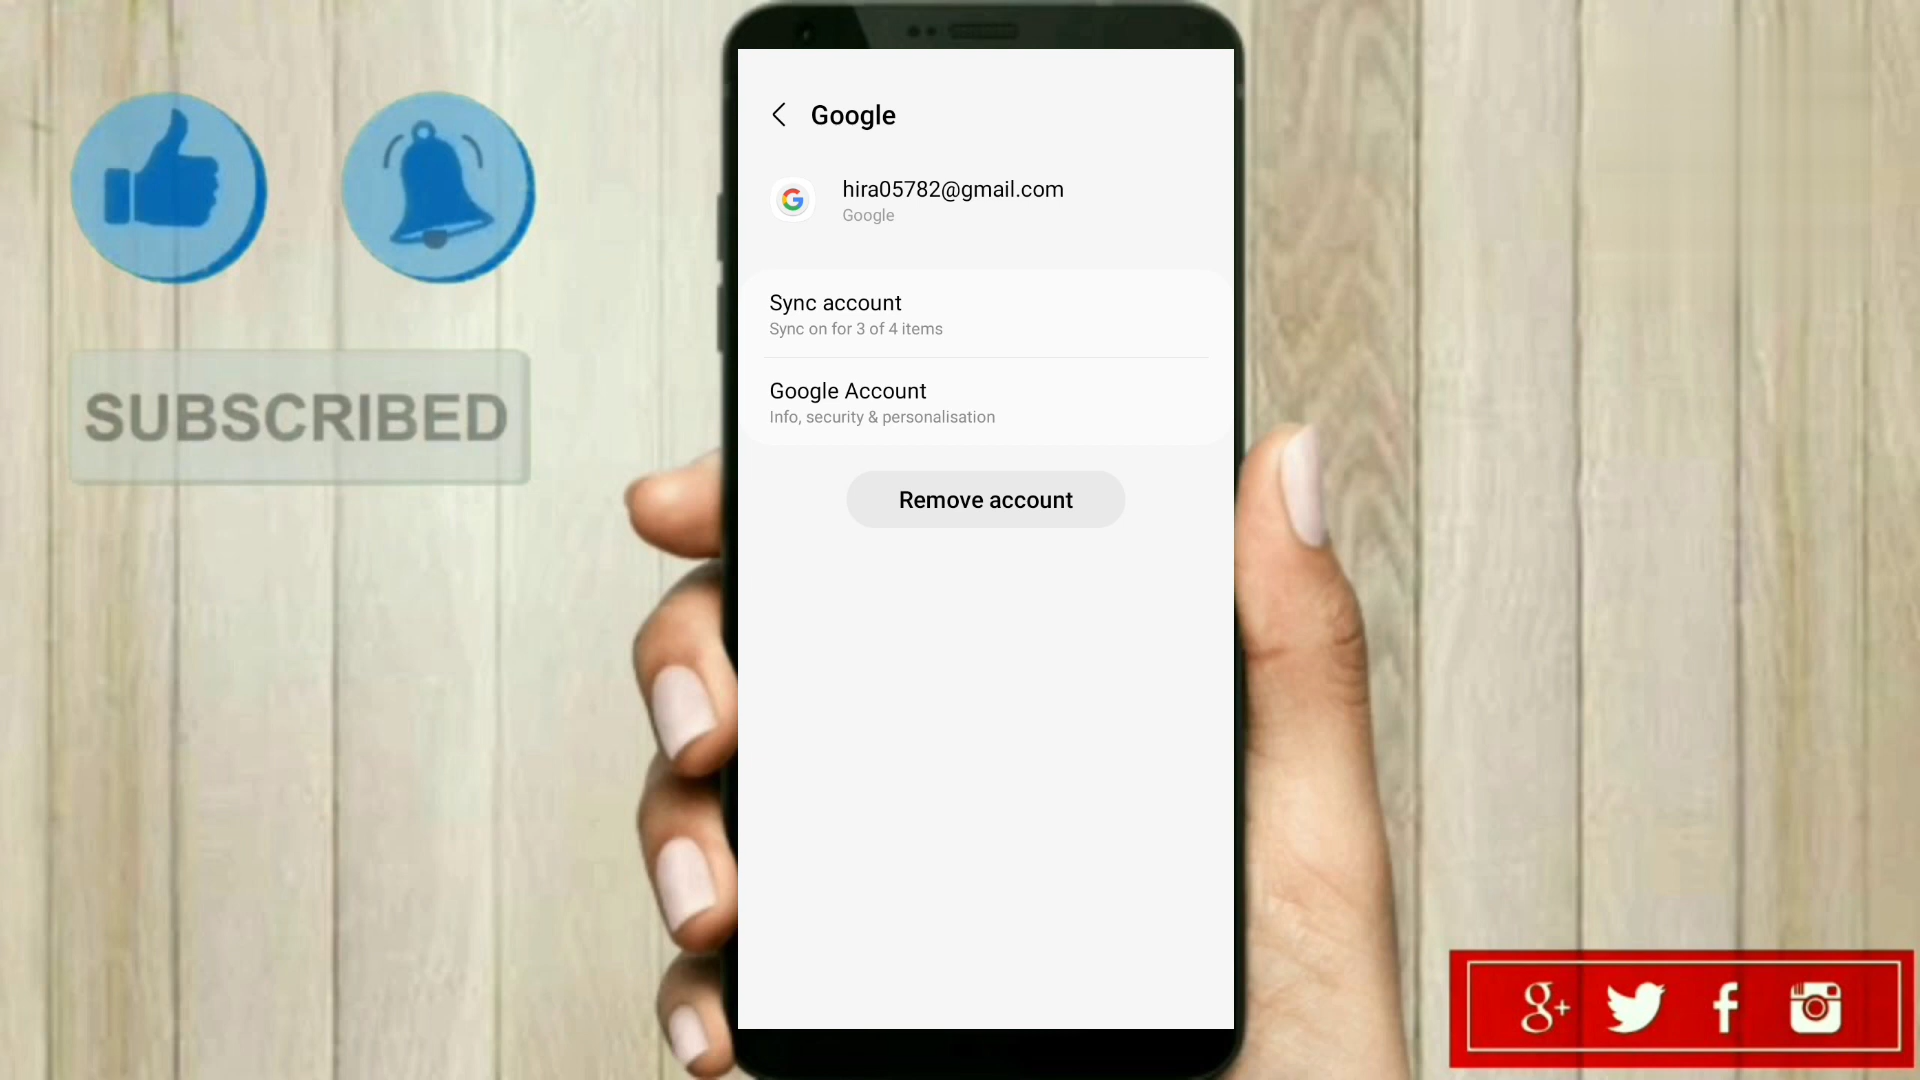 Google
hira05782@gmail.com
Google
Sync account
Sync on for 3 of 4 items
Google Account
Info, security & personalisation
Remove account
SUBSCRIBED
g+